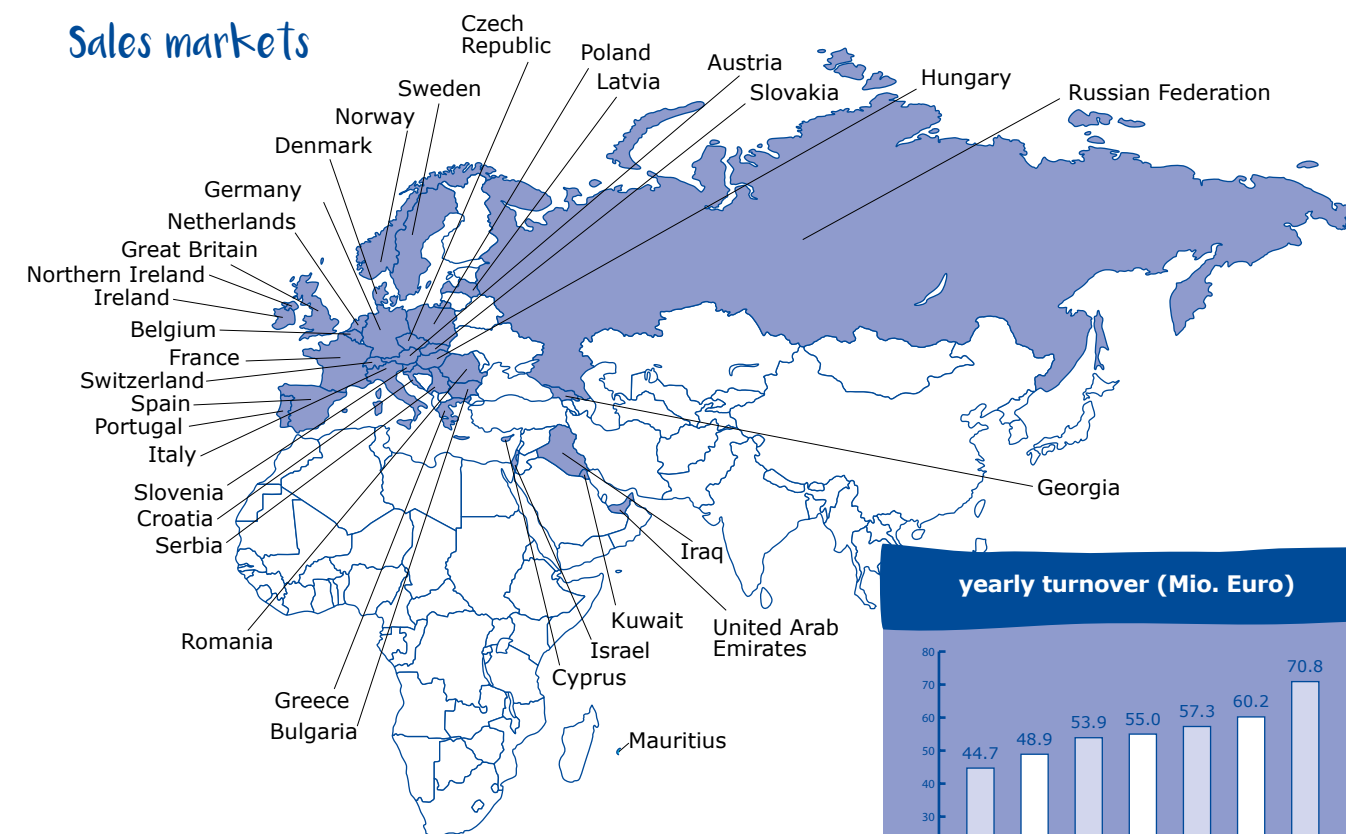 Sales markets
Czech
Republic
Poland
Latvia
Austria
Slovakia
Hungary
Russian Federation
Sweden
Norway
Denmark
Germany
Netherlands
Great Britain
Northern Ireland
Ireland
Belgium
France
Switzerland
Spain
Portugal
Italy
Slovenia
Croatia
Serbia
Romania
Greece
Bulgaria
Georgia
Iraq
Kuwait
United Arab
Emirates
Israel
Cyprus
Mauritius
yearly turnover (Mio. Euro)
80
70
60
50
40
30
44.7
48.9
53.9
55.0
57.3
60.2
70.8